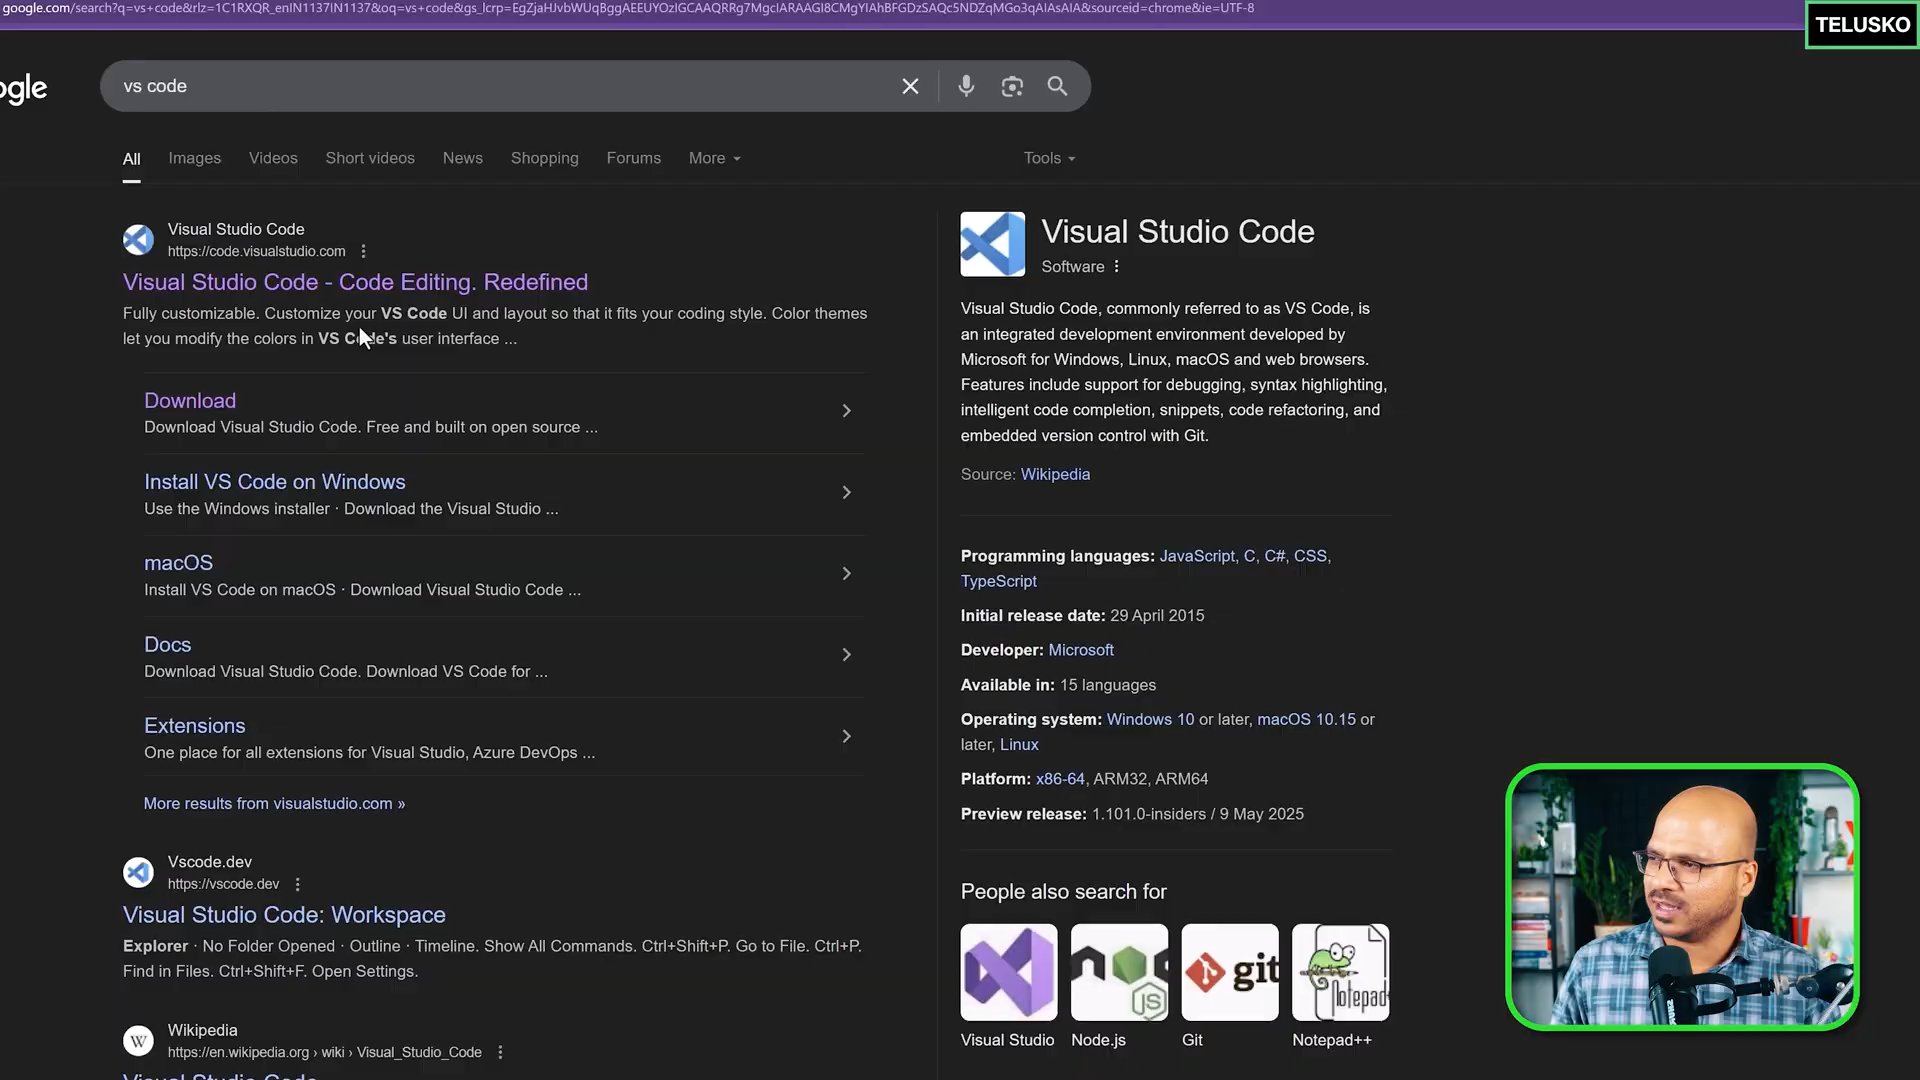 google.com/search?q=vs+code&rlz=1C1RXQR_enIN1137IN1137&oq=vs+code&gs_lcrp=EgZjaHJvbWUqBggAEEUYOzIGCAAQRRg7MgcIARAAGI8CMgYIAhBFGDzSAQc5NDZqMGo3qAIAsAIA&sourceid=chrome&ie=UTF-8
TELUSKO
ogle
vs code
All
Images
Videos
Short videos
News
Shopping
Forums
More
Tools
Visual Studio Code
https://code.visualstudio.com
Visual Studio Code - Code Editing. Redefined
Fully customizable. Customize your VS Code UI and layout so that it fits your coding style. Color themes
let you modify the colors in VS Code's user interface ...
Download
Download Visual Studio Code. Free and built on open source ...
Install VS Code on Windows
Use the Windows installer · Download the Visual Studio ...
macOS
Install VS Code on macOS · Download Visual Studio Code ...
Docs
Download Visual Studio Code. Download VS Code for ...
Extensions
One place for all extensions for Visual Studio, Azure DevOps ...
More results from visualstudio.com »
Vscode.dev
https://vscode.dev
Visual Studio Code: Workspace
Explorer · No Folder Opened · Outline · Timeline. Show All Commands. Ctrl+Shift+P. Go to File. Ctrl+P.
Find in Files. Ctrl+Shift+F. Open Settings.
W
Wikipedia
https://en.wikipedia.org › wiki › Visual_Studio_Code
Visual Studio Code
Visual Studio Code
Software
Visual Studio Code, commonly referred to as VS Code, is
an integrated development environment developed by
Microsoft for Windows, Linux, macOS and web browsers.
Features include support for debugging, syntax highlighting,
intelligent code completion, snippets, code refactoring, and
embedded version control with Git.
Source: Wikipedia
Programming languages: JavaScript, C, C#, CSS,
TypeScript
Initial release date: 29 April 2015
Developer: Microsoft
Available in: 15 languages
Operating system: Windows 10 or later, macOS 10.15 or
later, Linux
Platform: x86-64, ARM32, ARM64
Preview release: 1.101.0-insiders / 9 May 2025
People also search for
JS
git
Notepad
Visual Studio
Node.js
Git
Notepad++